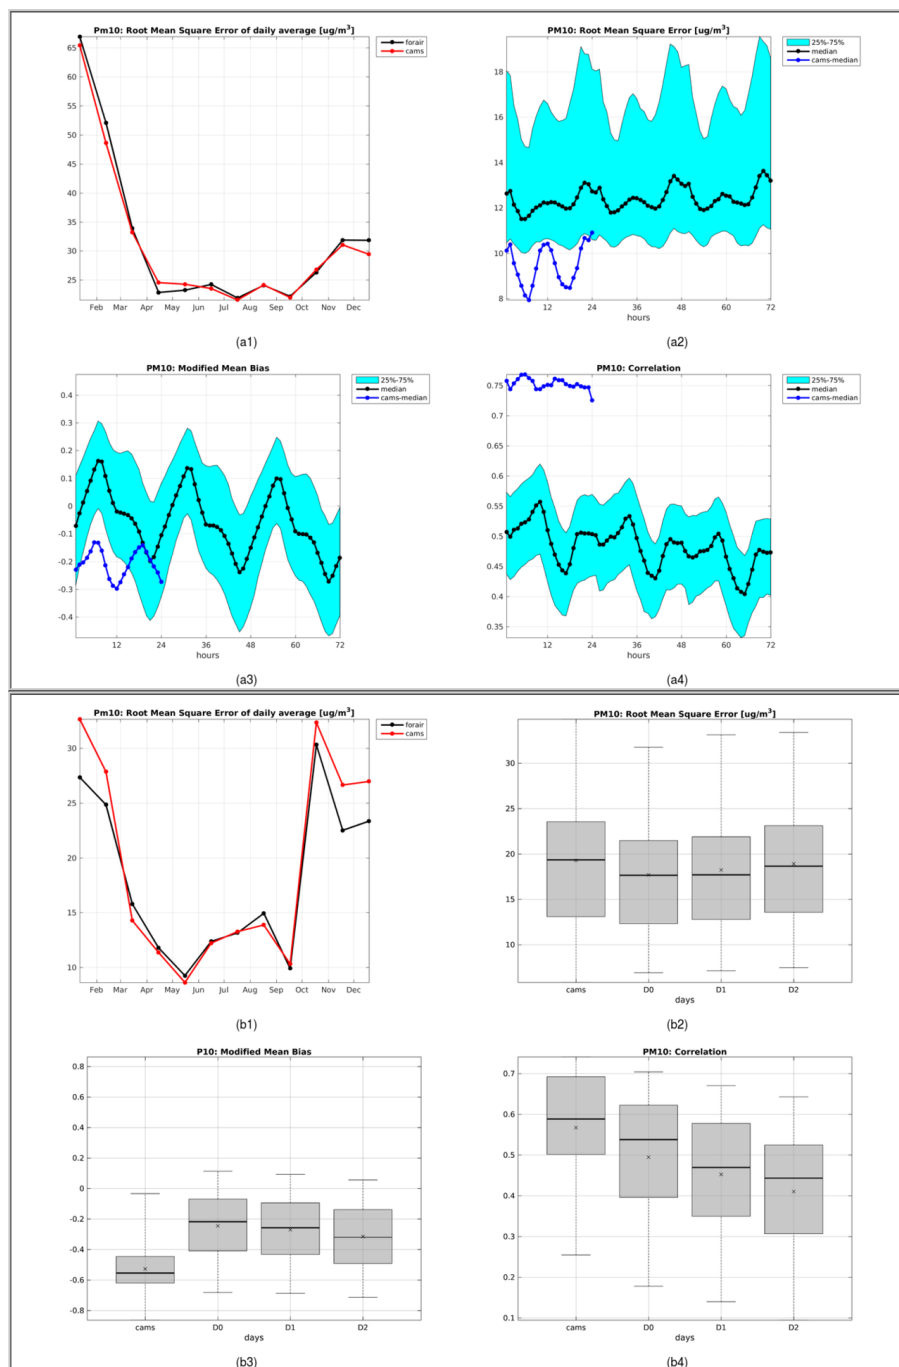 Pm10: Root Mean Square Error of daily average [ug/m³]
forair
cams
65
60
55
50
45
40
35
30
25
Feb Mar Apr May Jun Jul Aug Sep Oct Nov Dec
(a1)
PM10: Root Mean Square Error [ug/m³]
25%-75%
median
cams-median
18
16
14
12
10
8
12 24 36 48 60 72
hours
(a2)
PM10: Modified Mean Bias
25%-75%
median
cams-median
0.4
0.3
0.2
0.1
0
-0.1
-0.2
-0.3
-0.4
12 24 36 48 60 72
hours
(a3)
PM10: Correlation
25%-75%
median
cams-median
0.75
0.7
0.65
0.6
0.55
0.5
0.45
0.4
0.35
12 24 36 48 60 72
hours
(a4)
Pm10: Root Mean Square Error of daily average [ug/m³]
forair
cams
30
25
20
15
10
Feb Mar Apr May Jun Jul Aug Sep Oct Nov Dec
(b1)
PM10: Root Mean Square Error [ug/m³]
30
25
20
15
10
cams D0 D1 D2
days
(b2)
P10: Modified Mean Bias
0.8
0.6
0.4
0.2
0
-0.2
-0.4
-0.6
-0.8
cams D0 D1 D2
days
(b3)
PM10: Correlation
0.7
0.6
0.5
0.4
0.3
0.2
0.1
cams D0 D1 D2
days
(b4)